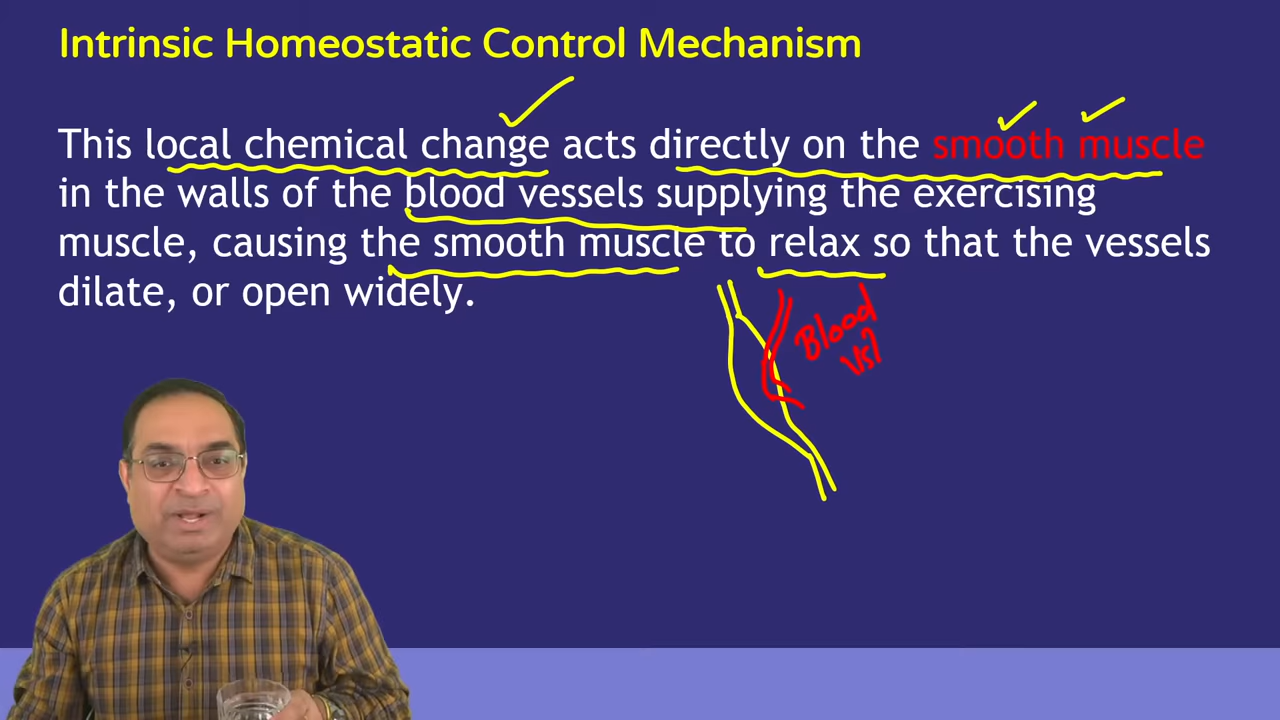 Intrinsic Homeostatic Control Mechanism
This local chemical change acts directly on the smooth muscle
in the walls of the blood vessels supplying the exercising
muscle, causing the smooth muscle to relax so that the vessels
dilate, or open widely.
Blood